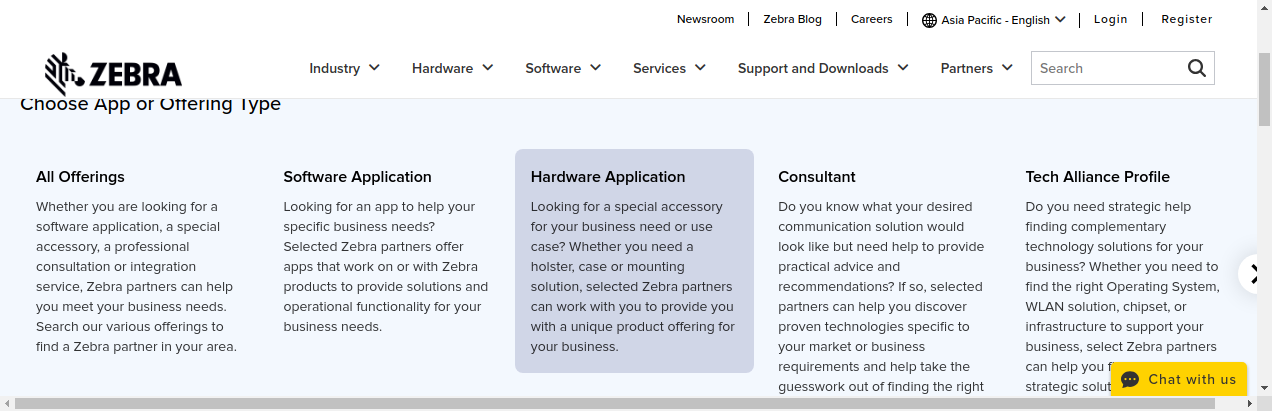 Newsroom
Zebra Blog
Careers
Asia Pacific - English
Login
Register
ZEBRA
Industry
Hardware
Software
Services
Support and Downloads
Partners
Search
Choose App or Offering Type
All Offerings
Whether you are looking for a
software application, a special
accessory, a professional
consultation or integration
service, Zebra partners can help
you meet your business needs.
Search our various offerings to
find a Zebra partner in your area.
Software Application
Looking for an app to help your
specific business needs?
Selected Zebra partners offer
apps that work on or with Zebra
products to provide solutions and
operational functionality for your
business needs.
Hardware Application
Looking for a special accessory
for your business need or use
case? Whether you need a
holster, case or mounting
solution, selected Zebra partners
can work with you to provide you
with a unique product offering for
your business.
Consultant
Do you know what your desired
communication solution would
look like but need help to provide
practical advice and
recommendations? If so, selected
partners can help you discover
proven technologies specific to
your market or business
requirements and help take the
guesswork out of finding the right
Tech Alliance Profile
Do you need strategic help
finding complementary
technology solutions for your
business? Whether you need to
find the right Operating System,
WLAN solution, chipset, or
infrastructure to support your
business, select Zebra partners
can help you
strategic
Chat with us